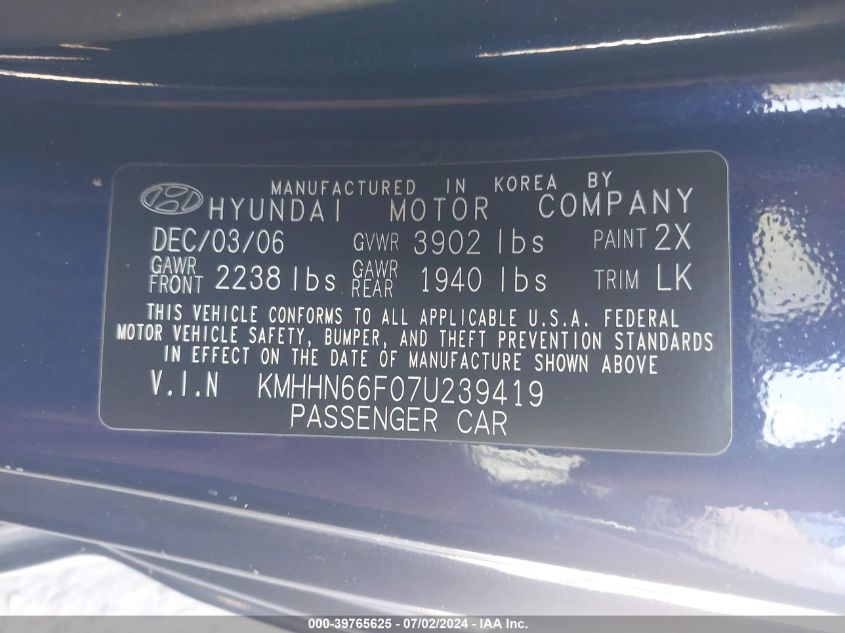 MANUFACTURED IN KOREA BY
HYUNDAI MOTOR COMPANY
DEC/03/06 GVWR 3902 lbs PAINT 2X
GAWR FRONT 2238 lbs GAWR REAR 1940 lbs TRIM LK
THIS VEHICLE CONFORMS TO ALL APPLICABLE U.S.A. FEDERAL
MOTOR VEHICLE SAFETY, BUMPER, AND THEFT PREVENTION STANDARDS
IN EFFECT ON THE DATE OF MANUFACTURE SHOWN ABOVE
V.I.N KMHHN66F07U239419
PASSENGER CAR
000-39765625 - 07/02/2024 - IAA Inc.